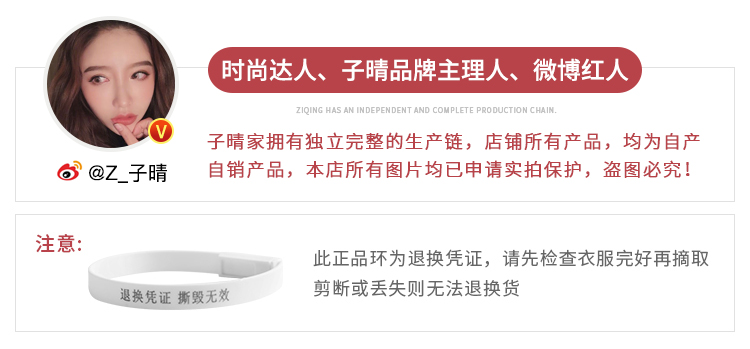 时尚达人、子晴品牌主理人、微博红人
ZIQING HAS AN INDEPENDENT AND COMPLETE PRODUCTION CHAIN.
V
@Z_子晴
子晴家拥有独立完整的生产链，店铺所有产品，均为自产
自销产品，本店所有图片均已申请实拍保护，盗图必究！
注意:
退换凭证 撕毁无效
此正品环为退换凭证，请先检查衣服完好再摘取
剪断或丢失则无法退换货